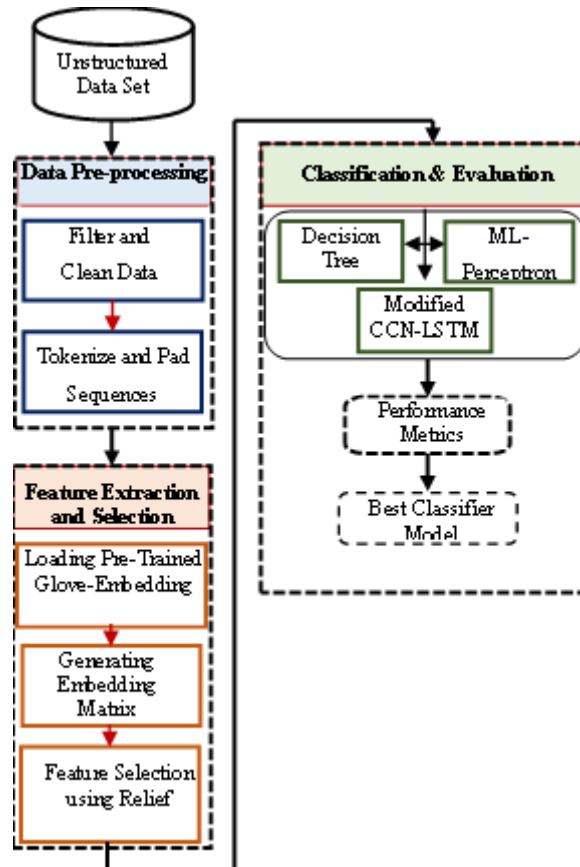 Unstructured
Data Set
Data Pre-processing
Filter and
Clean Data
Tokenize and Pad
Sequences
Feature Extraction
and Selection
Loading Pre-Trained
Glove-Embedding
Generating
Embedding
Matrix
Feature Selection
using Relief
Classification & Evaluation
Decision
Tree
ML-
Perceptron
Modified
CCN-LSTM
Performance
Metrics
Best Classifier
Model